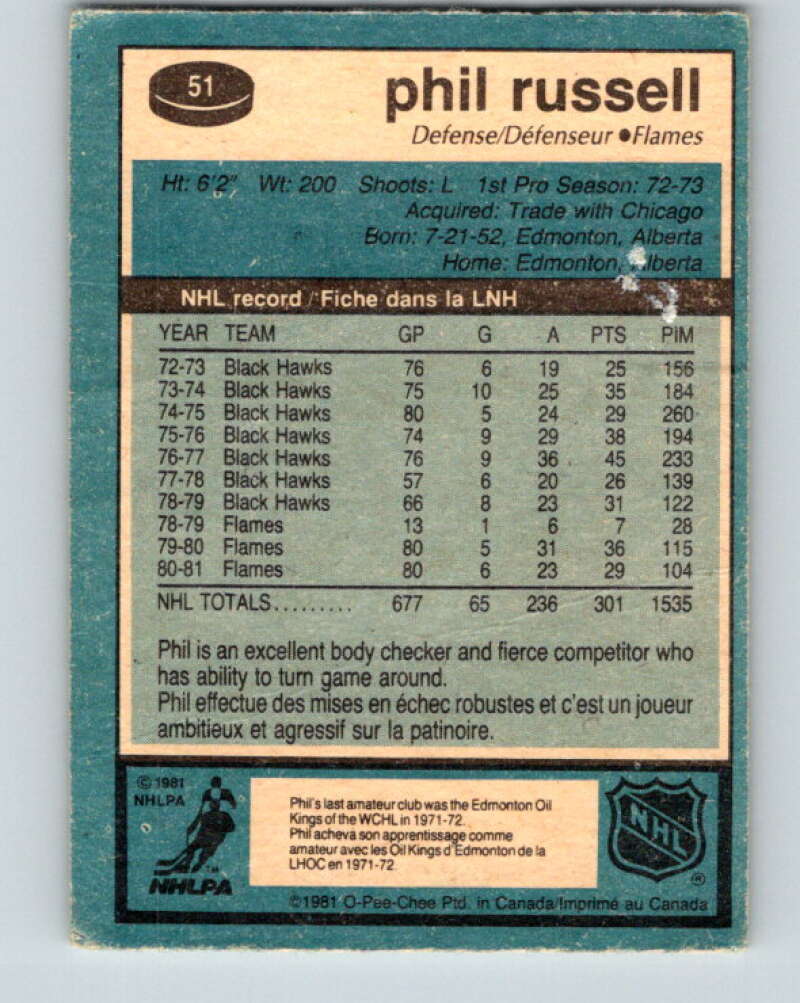 51
phil russell
Defense/Défenseur ●Flames
Ht: 6'2" Wt: 200 Shoots: L 1st Pro Season: 72-73
Acquired: Trade with Chicago
Born: 7-21-52, Edmonton, Alberta
Home: Edmonton, Alberta
NHL record / Fiche dans la LNH
YEAR TEAM GP G A PTS PIM
72-73 Black Hawks 76 6 19 25 156
73-74 Black Hawks 75 10 25 35 184
74-75 Black Hawks 80 5 24 29 260
75-76 Black Hawks 74 9 29 38 194
76-77 Black Hawks 76 9 36 45 233
77-78 Black Hawks 57 6 20 26 139
78-79 Black Hawks 66 8 23 31 122
78-79 Flames 13 1 6 7 28
79-80 Flames 80 5 31 36 115
80-81 Flames 80 6 23 29 104
NHL TOTALS......... 677 65 236 301 1535
Phil is an excellent body checker and fierce competitor who
has ability to turn game around.
Phil effectue des mises en échec robustes et c'est un joueur
ambitieux et agressif sur la patinoire.
© 1981
NHLPA
NHLPA
Phil's last amateur club was the Edmonton Oil
Kings of the WCHL in 1971-72.
Phil acheva son apprentissage comme
amateur avec les Oil Kings d'Edmonton de la
LHOC en 1971-72.
NHL
®
©1981 O-Pee-Chee Ptd. in Canada/Imprimé au Canada